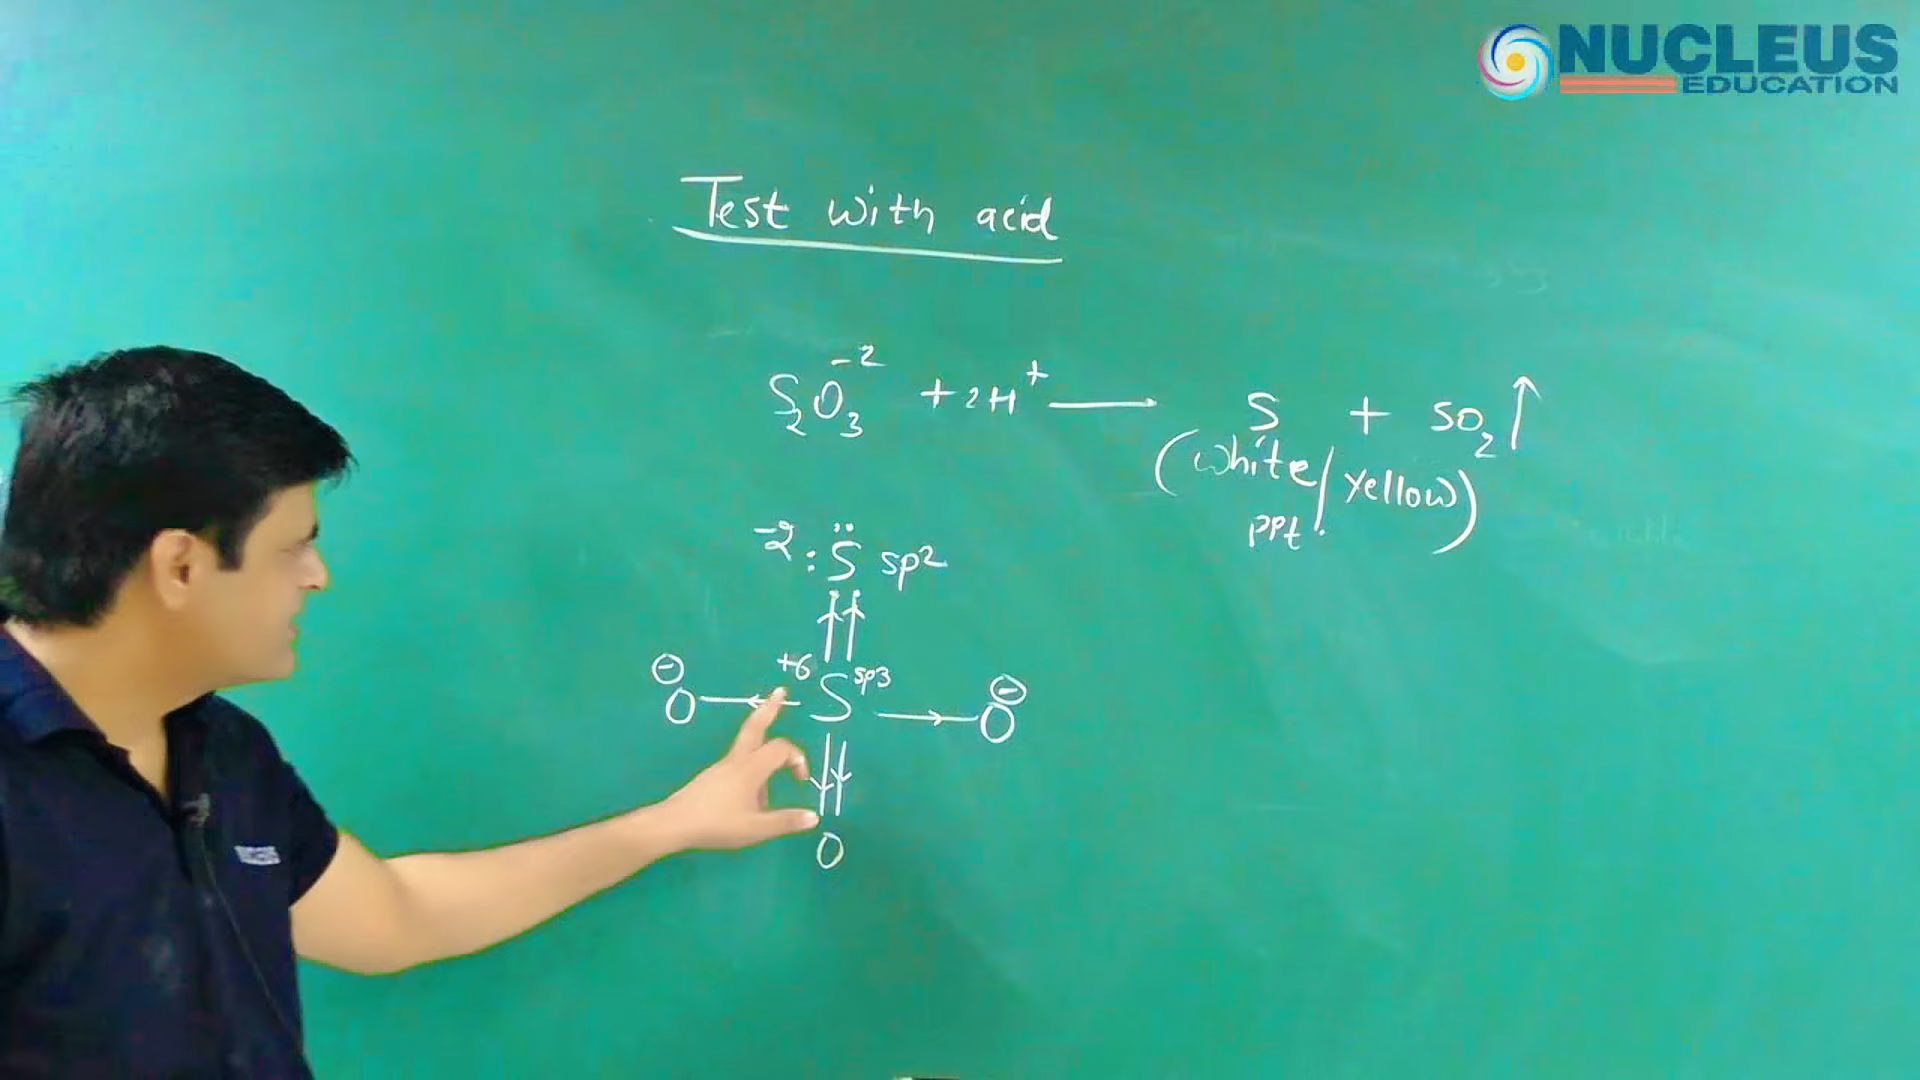 NUCLEUS
EDUCATION
Test with acid
S₂O₃⁻² + 2H⁺ ⟶ S + SO₂↑
(white/yellow)
ppt.
-2 :S̈ sp2
+6 S sp3
⊖ ⊖
O S O
O